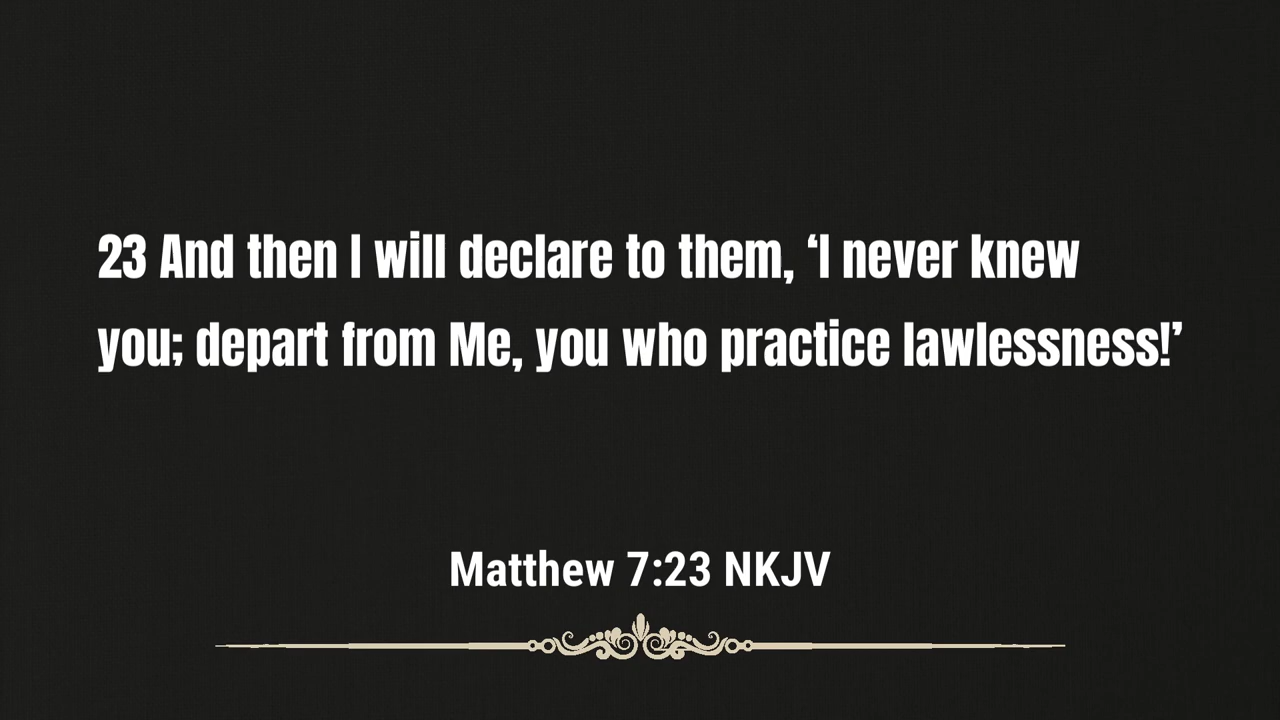 23 And then I will declare to them, ‘I never knew
you; depart from Me, you who practice lawlessness!’
Matthew 7:23 NKJV